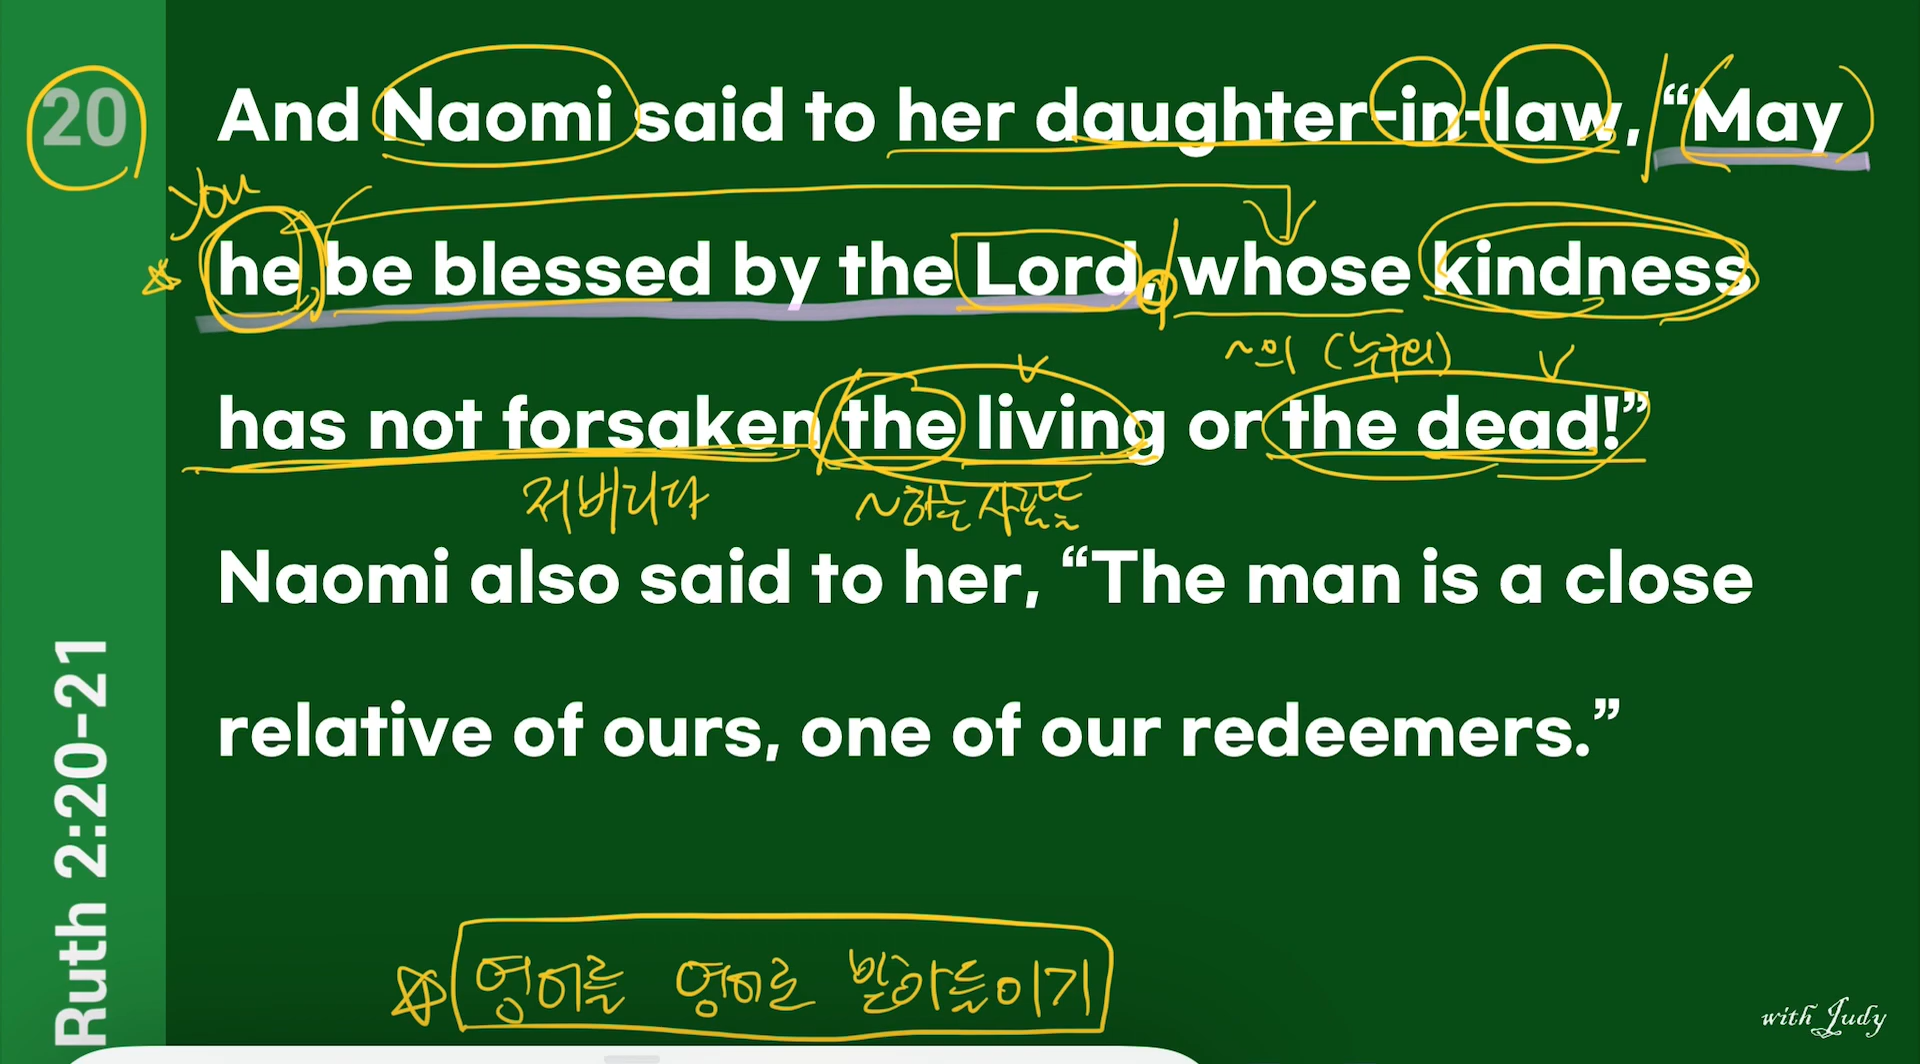 20
And Naomi said to her daughter-in-law, “May
you
he be blessed by the Lord, whose kindness
~의 (누구의)
has not forsaken the living or the dead!”
저버리다
~하는 사람들
Naomi also said to her, “The man is a close
relative of ours, one of our redeemers.”
Ruth 2:20-21
영어를 영어로 받아들이기
with Judy